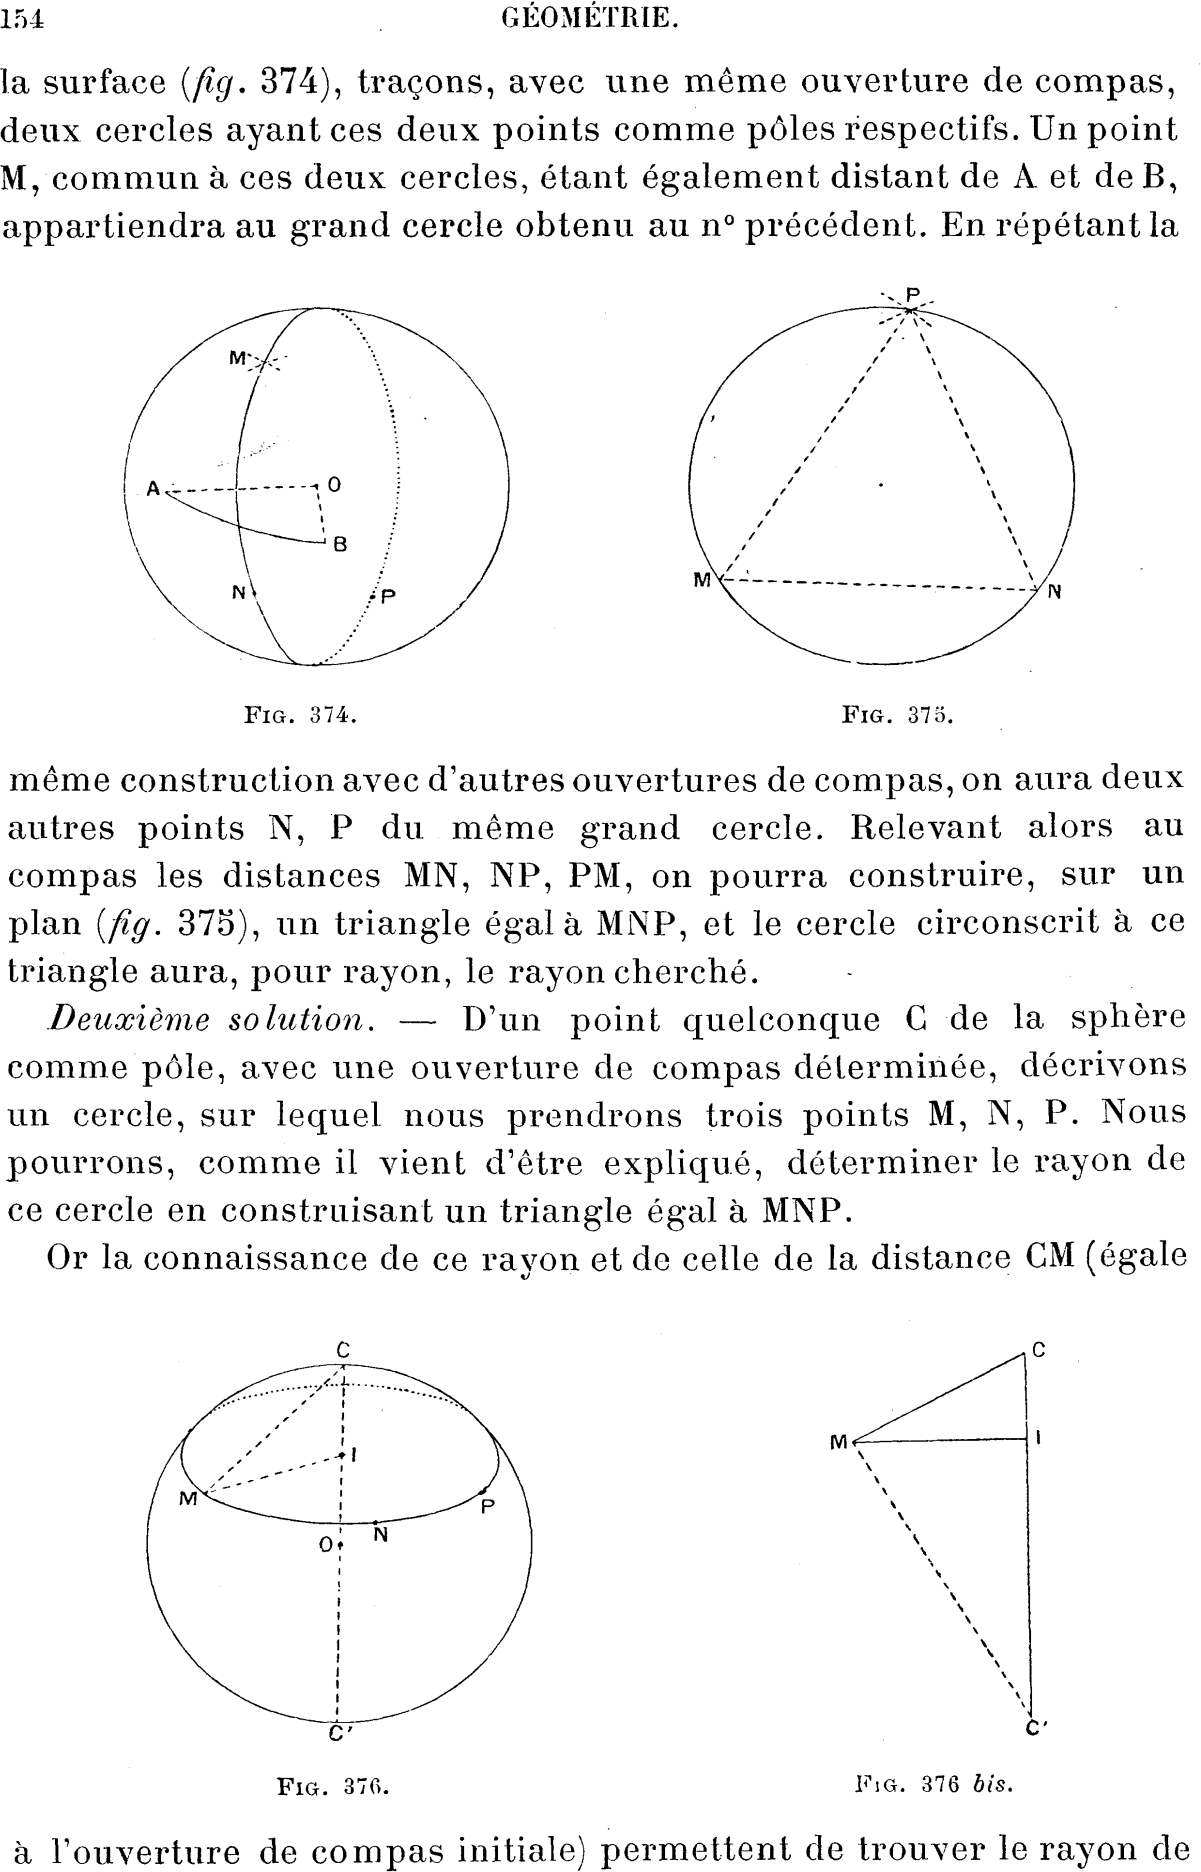 154 GÉOMÉTRIE.
la surface (fig. 374), traçons, avec une même ouverture de compas,
deux cercles ayant ces deux points comme pôles respectifs. Un point
M, commun à ces deux cercles, étant également distant de A et de B,
appartiendra au grand cercle obtenu au n° précédent. En répétant la
M
A
O
B
N
P
FIG. 374.
P
M
N
FIG. 375.
même construction avec d'autres ouvertures de compas, on aura deux
autres points N, P du même grand cercle. Relevant alors au
compas les distances MN, NP, PM, on pourra construire, sur un
plan (fig. 375), un triangle égal à MNP, et le cercle circonscrit à ce
triangle aura, pour rayon, le rayon cherché.
Deuxième solution. — D'un point quelconque C de la sphère
comme pôle, avec une ouverture de compas déterminée, décrivons
un cercle, sur lequel nous prendrons trois points M, N, P. Nous
pourrons, comme il vient d'être expliqué, déterminer le rayon de
ce cercle en construisant un triangle égal à MNP.
Or la connaissance de ce rayon et de celle de la distance CM (égale
C
I
M
P
N
O
C'
FIG. 376.
C
M
I
C'
FIG. 376 bis.
à l'ouverture de compas initiale) permettent de trouver le rayon de